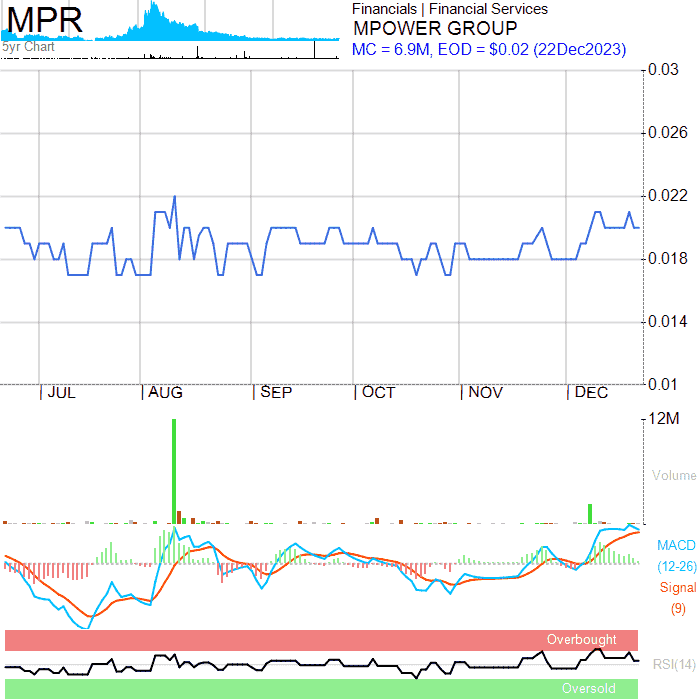 MPR
5yr Chart
Financials | Financial Services
MPOWER GROUP
MC = 6.9M, EOD = $0.02 (22Dec2023)
0.03
0.026
0.022
0.018
0.014
0.01
JUL AUG SEP OCT NOV DEC
12M
Volume
MACD
(12-26)
Signal
(9)
Overbought
RSI(14)
Oversold